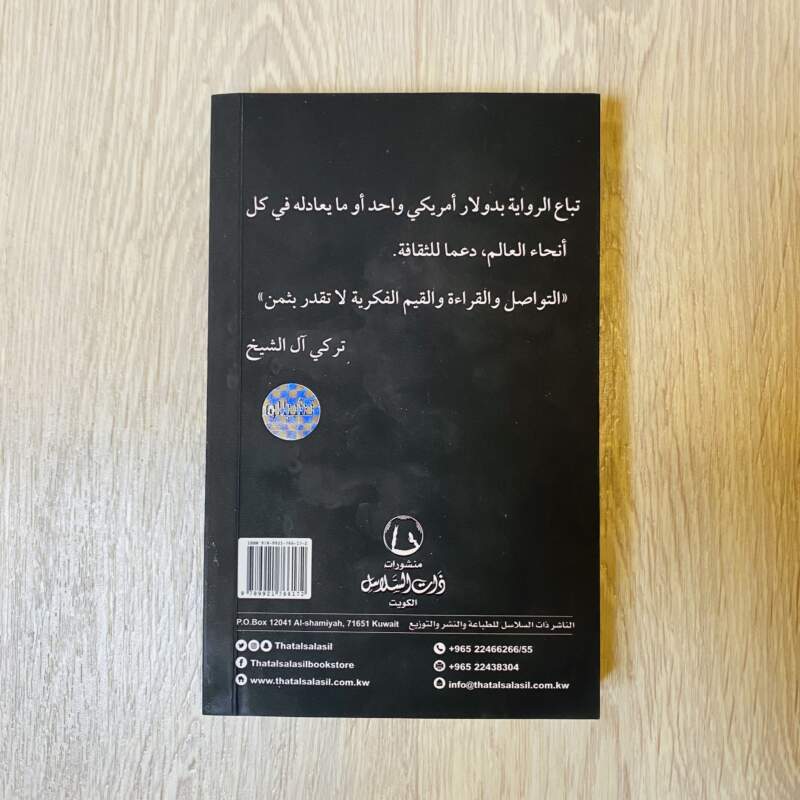 تباع الرواية بدولار أمريكي واحد أو ما يعادله في كل
أنحاء العالم، دعما للثقافة.
«التواصل والقراءة والقيم الفكرية لا تقدر بثمن»
تركي آل الشيخ
منشورات
ذات السلاسل
الكويت
الناشر ذات السلاسل للطباعة والنشر والتوزيع P.O.Box 12041 Al-shamiyah, 71651 Kuwait
Thatalsalasil
+965 22466266/55
Thatalsalasilbookstore
+965 22438304
www.thatalsalasil.com.kw
info@thatalsalasil.com.kw